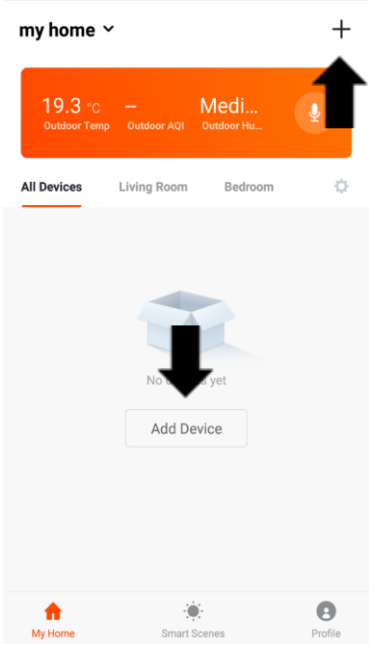 my home
19.3 °C -- Medi...
Outdoor Temp Outdoor AQI Outdoor Hu...
All Devices Living Room Bedroom
No yet
Add Device
My Home Smart Scenes Profile